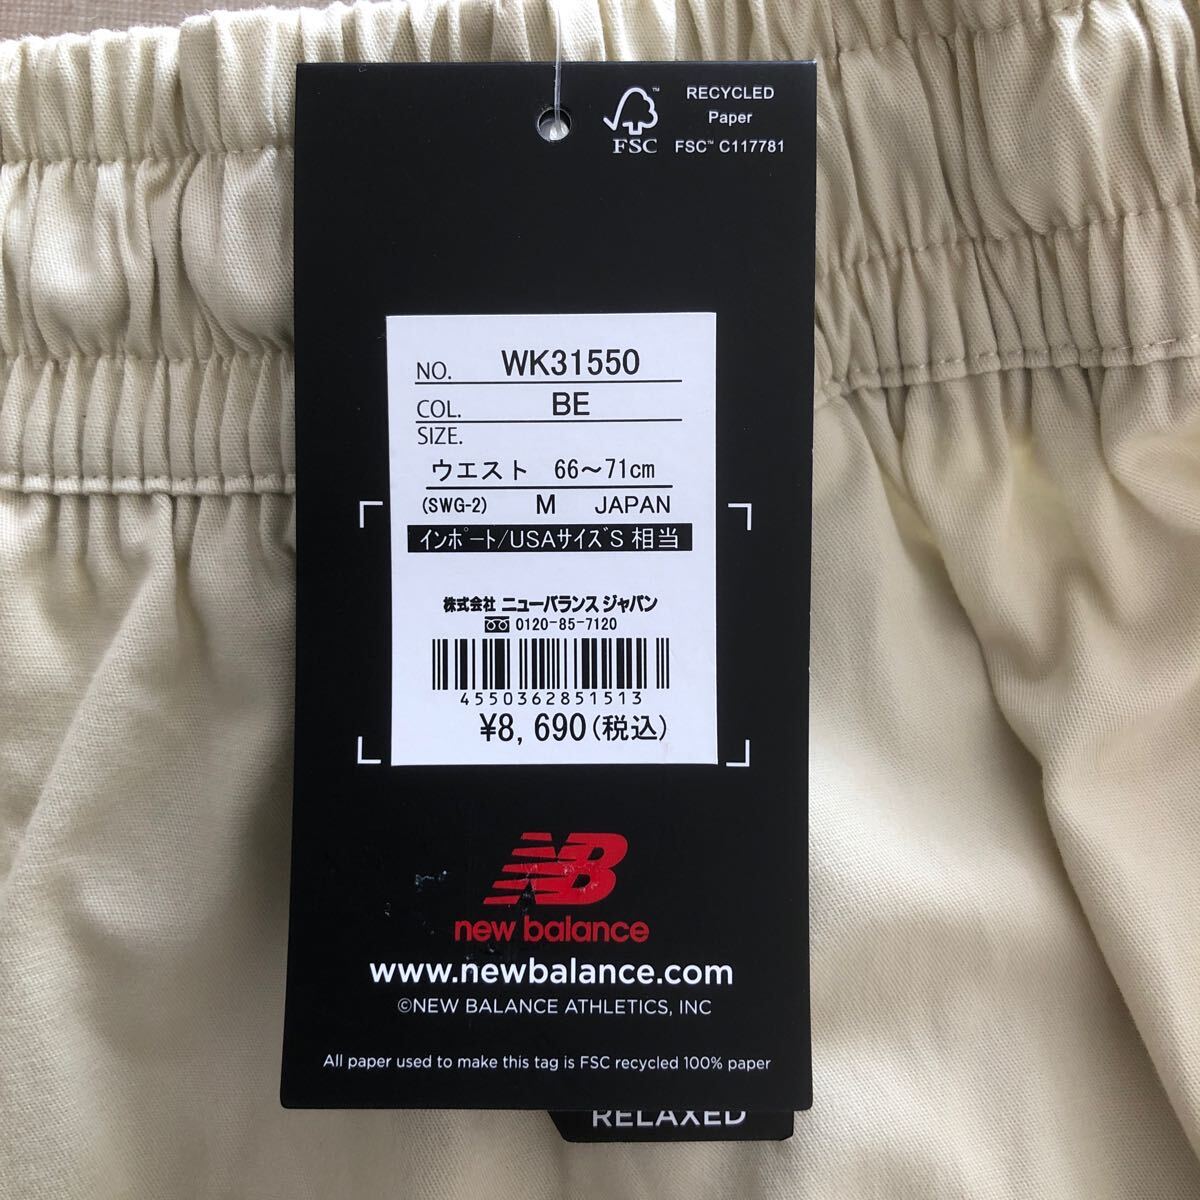 FSC™
RECYCLED
Paper
FSC™ C117781
NO. WK31550
COL. BE
SIZE.
ウエスト 66～71cm
(SWG-2) M JAPAN
インポート/USAサイズS 相当
株式会社 ニューバランス ジャパン
0120-85-7120
4550362851513
¥8,690(税込)
NB
new balance
www.newbalance.com
©NEW BALANCE ATHLETICS, INC
All paper used to make this tag is FSC recycled 100% paper
RELAXED